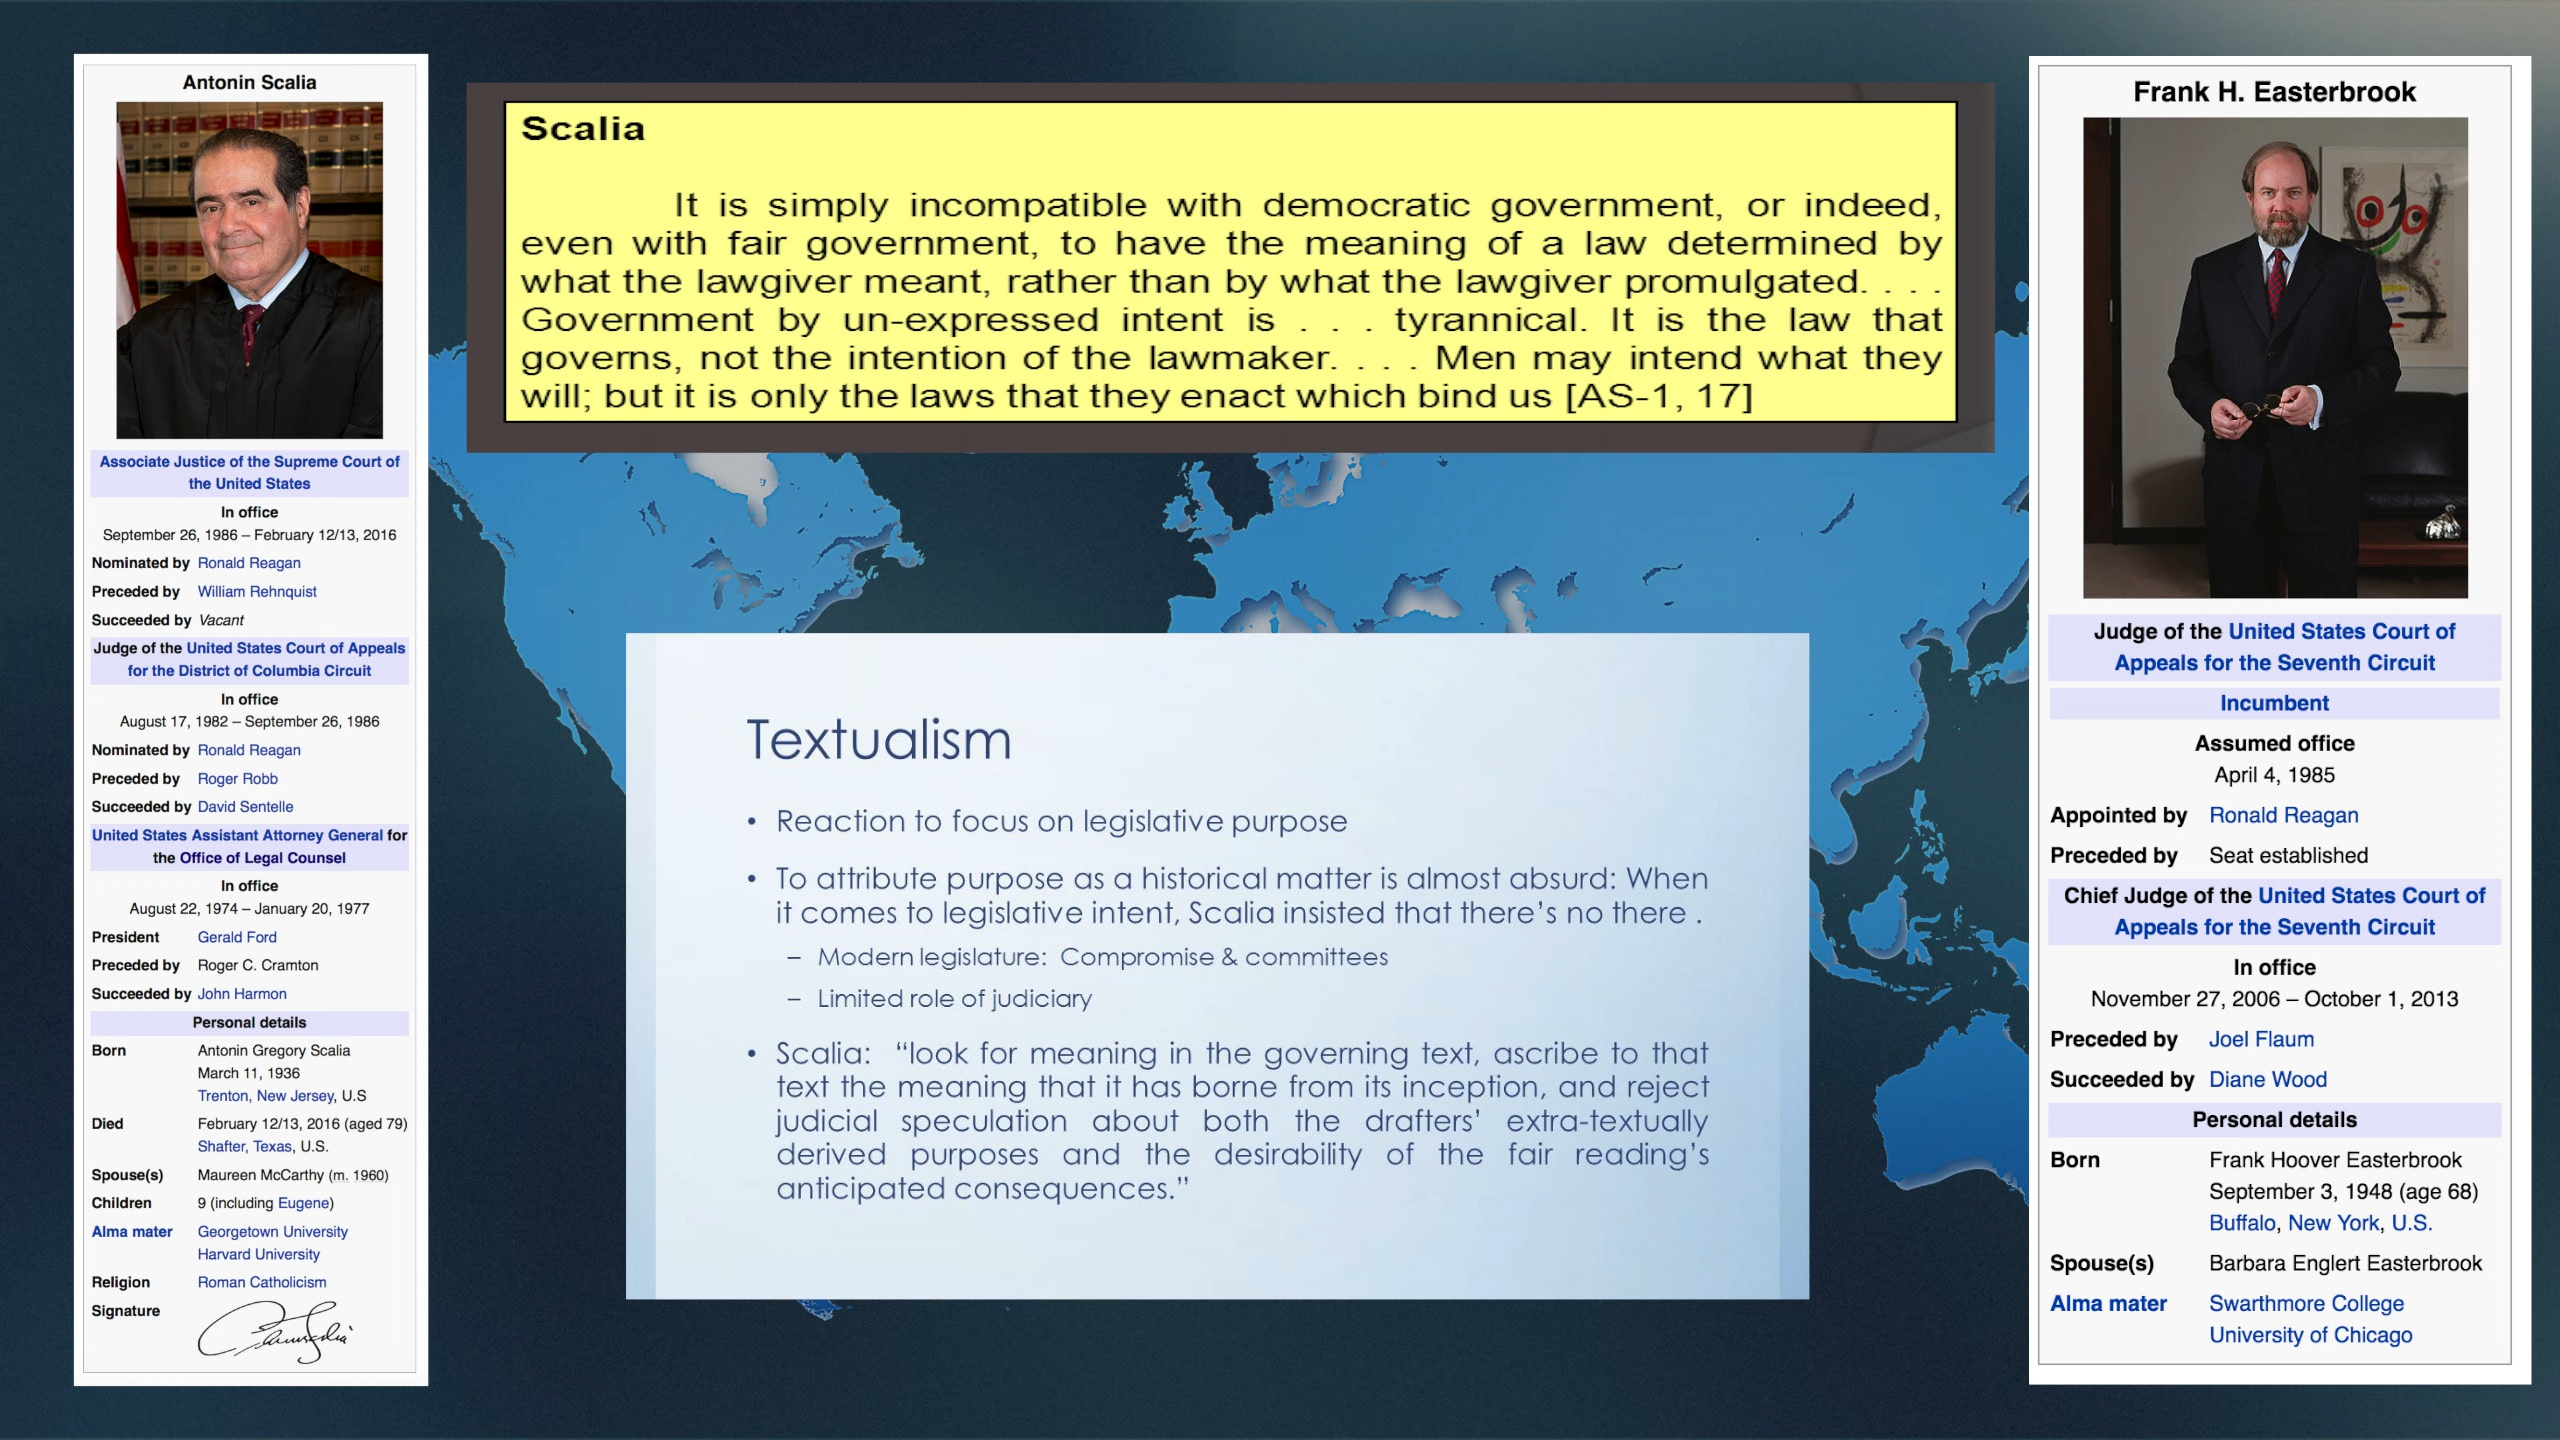 Antonin Scalia
Associate Justice of the Supreme Court of
the United States
In office
September 26, 1986 – February 12/13, 2016
Nominated by Ronald Reagan
Preceded by William Rehnquist
Succeeded by Vacant
Judge of the United States Court of Appeals
for the District of Columbia Circuit
In office
August 17, 1982 – September 26, 1986
Nominated by Ronald Reagan
Preceded by Roger Robb
Succeeded by David Sentelle
United States Assistant Attorney General for
the Office of Legal Counsel
In office
August 22, 1974 – January 20, 1977
President Gerald Ford
Preceded by Roger C. Cramton
Succeeded by John Harmon
Personal details
Born Antonin Gregory Scalia
March 11, 1936
Trenton, New Jersey, U.S
Died February 12/13, 2016 (aged 79)
Shafter, Texas, U.S.
Spouse(s) Maureen McCarthy (m. 1960)
Children 9 (including Eugene)
Alma mater Georgetown University
Harvard University
Religion Roman Catholicism
Signature
Scalia
It is simply incompatible with democratic government, or indeed,
even with fair government, to have the meaning of a law determined by
what the lawgiver meant, rather than by what the lawgiver promulgated. . . .
Government by un-expressed intent is . . . tyrannical. It is the law that
governs, not the intention of the lawmaker. . . . Men may intend what they
will; but it is only the laws that they enact which bind us [AS-1, 17]
Textualism
• Reaction to focus on legislative purpose
• To attribute purpose as a historical matter is almost absurd: When
it comes to legislative intent, Scalia insisted that there's no there .
– Modern legislature: Compromise & committees
– Limited role of judiciary
• Scalia: “look for meaning in the governing text, ascribe to that
text the meaning that it has borne from its inception, and reject
judicial speculation about both the drafters’ extra-textually
derived purposes and the desirability of the fair reading’s
anticipated consequences.”
Frank H. Easterbrook
Judge of the United States Court of
Appeals for the Seventh Circuit
Incumbent
Assumed office
April 4, 1985
Appointed by Ronald Reagan
Preceded by Seat established
Chief Judge of the United States Court of
Appeals for the Seventh Circuit
In office
November 27, 2006 – October 1, 2013
Preceded by Joel Flaum
Succeeded by Diane Wood
Personal details
Born Frank Hoover Easterbrook
September 3, 1948 (age 68)
Buffalo, New York, U.S.
Spouse(s) Barbara Englert Easterbrook
Alma mater Swarthmore College
University of Chicago